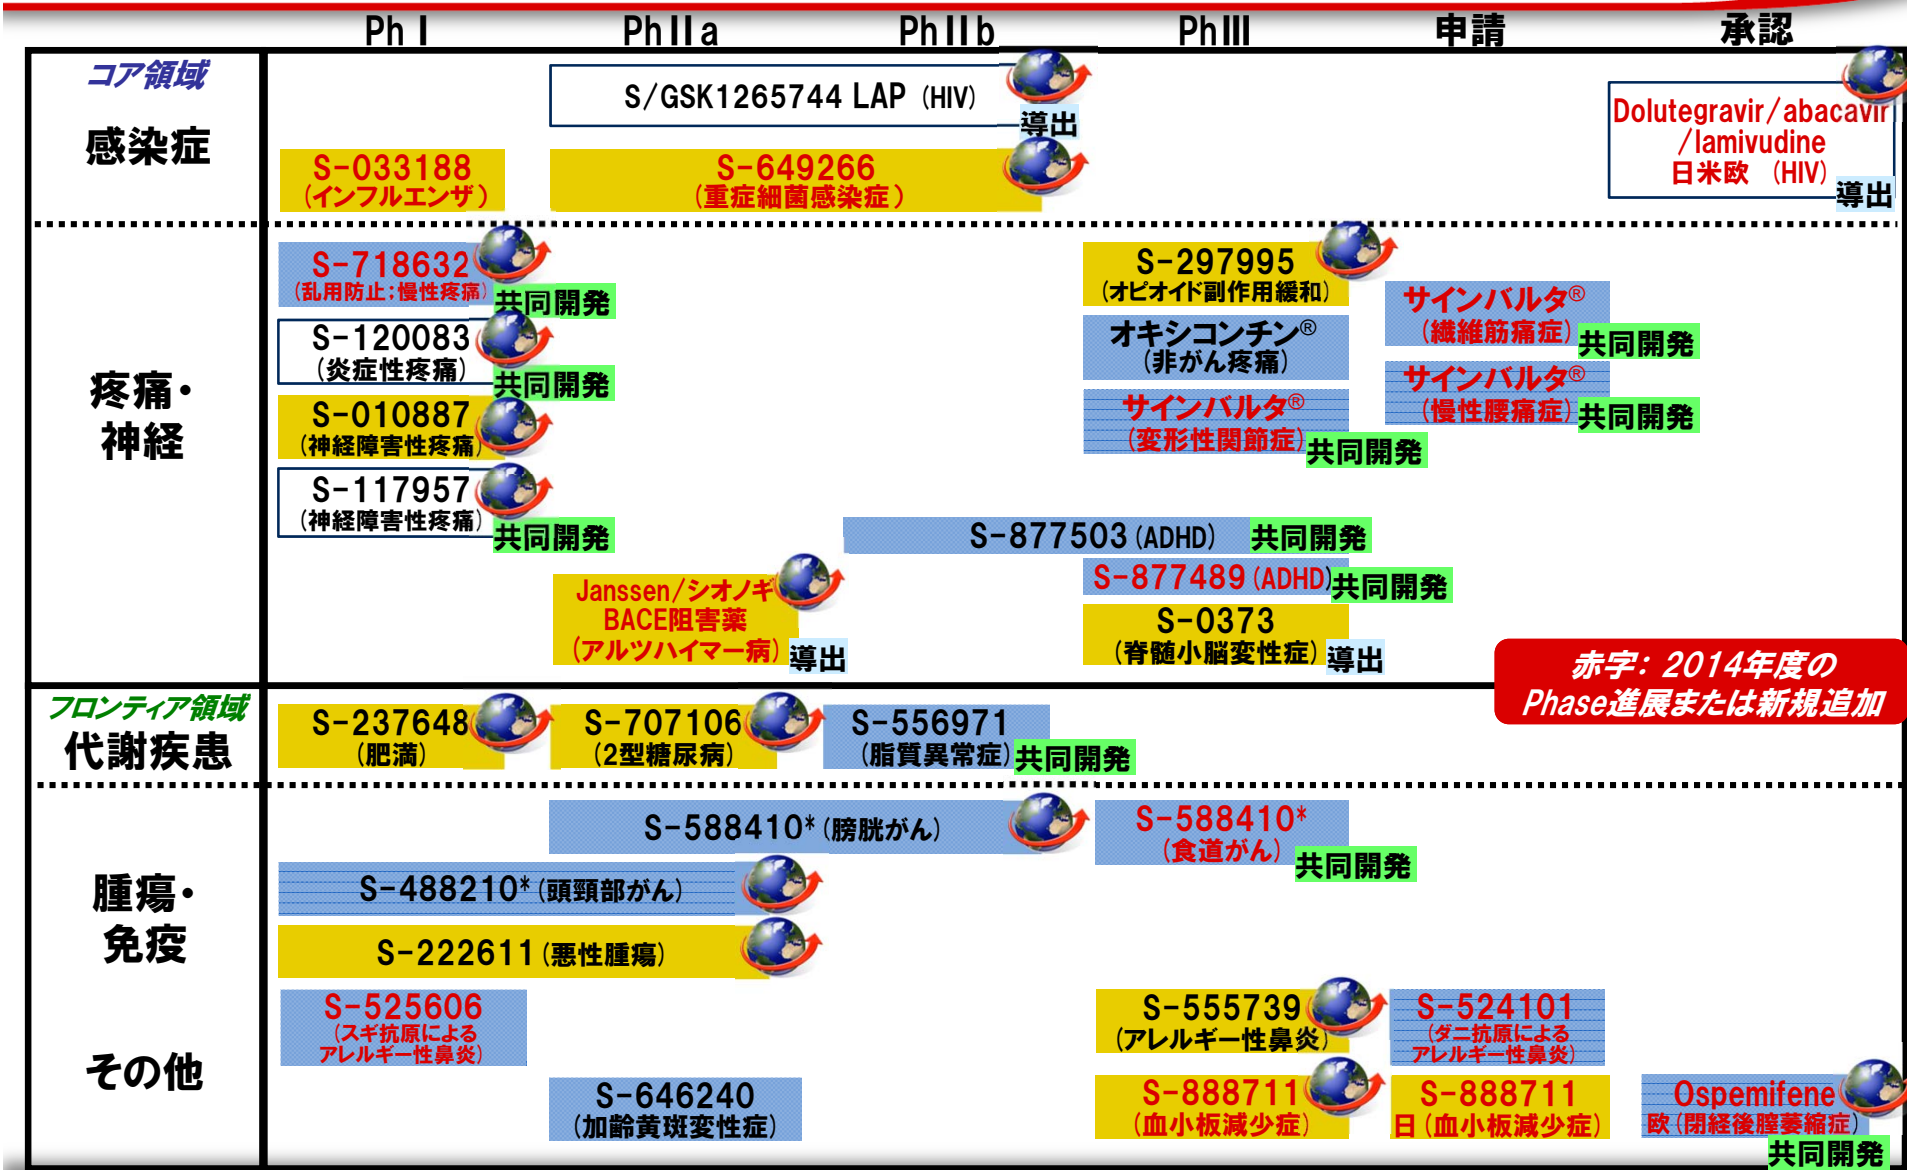 Ph I
Ph II a
Ph II b
Ph III
申請
承認
コア領域
感染症
S/GSK1265744 LAP (HIV)
導出
Dolutegravir/abacavir
/lamivudine
日米欧 (HIV)
導出
S-033188
(インフルエンザ)
S-649266
(重症細菌感染症)
疼痛・
神経
S-718632
(乱用防止;慢性疼痛)
共同開発
S-120083
(炎症性疼痛)
共同開発
S-010887
(神経障害性疼痛)
S-117957
(神経障害性疼痛)
共同開発
S-297995
(オピオイド副作用緩和)
オキシコンチン®
(非がん疼痛)
サインバルタ®
(変形性関節症)
共同開発
サインバルタ®
(繊維筋痛症)
共同開発
サインバルタ®
(慢性腰痛症)
共同開発
S-877503 (ADHD)
共同開発
S-877489 (ADHD)
共同開発
Janssen/シオノギ
BACE阻害薬
(アルツハイマー病)
導出
S-0373
(脊髄小脳変性症)
導出
赤字: 2014年度の
Phase進展または新規追加
フロンティア領域
代謝疾患
S-237648
(肥満)
S-707106
(2型糖尿病)
S-556971
(脂質異常症)
共同開発
腫瘍・
免疫
S-588410* (膀胱がん)
S-588410*
(食道がん)
共同開発
S-488210* (頭頸部がん)
S-222611 (悪性腫瘍)
その他
S-525606
(スギ抗原による
アレルギー性鼻炎)
S-555739
(アレルギー性鼻炎)
S-524101
(ダニ抗原による
アレルギー性鼻炎)
S-646240
(加齢黄斑変性症)
S-888711
(血小板減少症)
S-888711
日 (血小板減少症)
Ospemifene
欧 (閉経後膣萎縮症)
共同開発